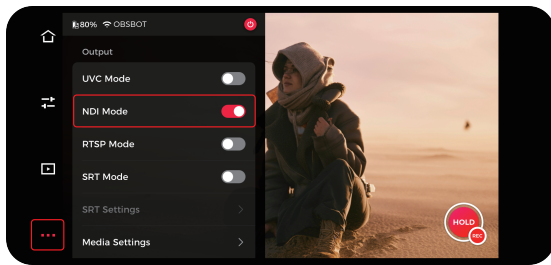 80% OBSBOT
Output
UVC Mode
NDI Mode
RTSP Mode
SRT Mode
SRT Settings
Media Settings
HOLD
REC